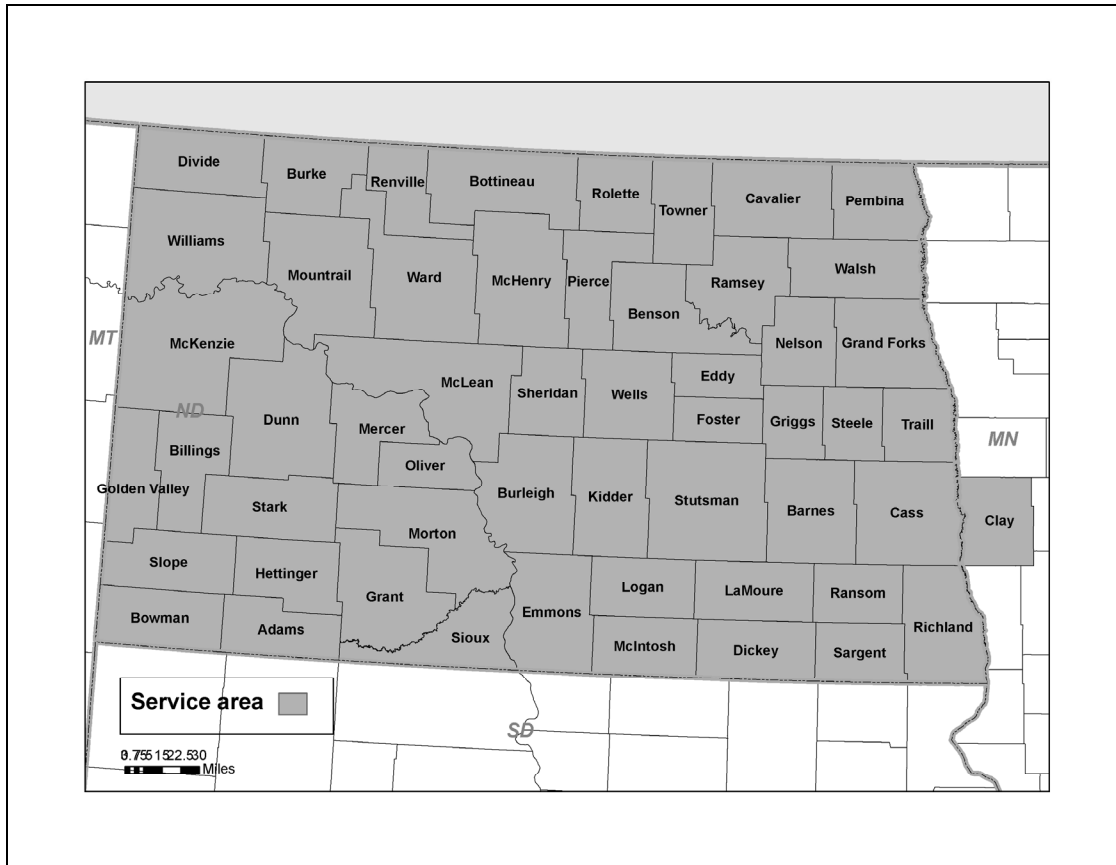 Divide
Burke
Renville
Bottineau
Rolette
Towner
Cavalier
Pembina
Williams
Mountrail
Ward
McHenry
Pierce
Benson
Ramsey
Walsh
MT
McKenzie
Nelson
Grand Forks
McLean
Sheridan
Wells
Eddy
ND
Dunn
Mercer
Foster
Griggs
Steele
Traill
MN
Billings
Oliver
Golden Valley
Stark
Burleigh
Kidder
Stutsman
Barnes
Cass
Clay
Morton
Slope
Hettinger
Grant
Emmons
Logan
LaMoure
Ransom
Bowman
Adams
Sioux
McIntosh
Dickey
Sargent
Richland
Service area
SD
Miles